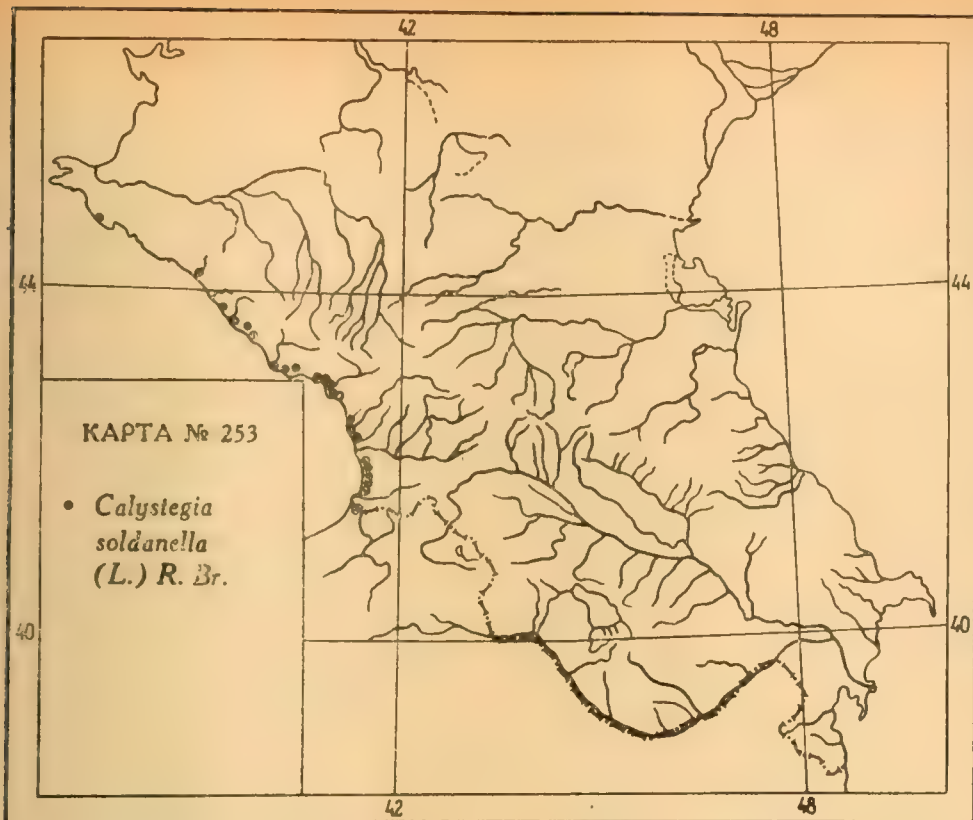 42 48
44 44
КАРТА № 253
• Calystegia
soldanella
(L.) R. Br.
40 40
42 48